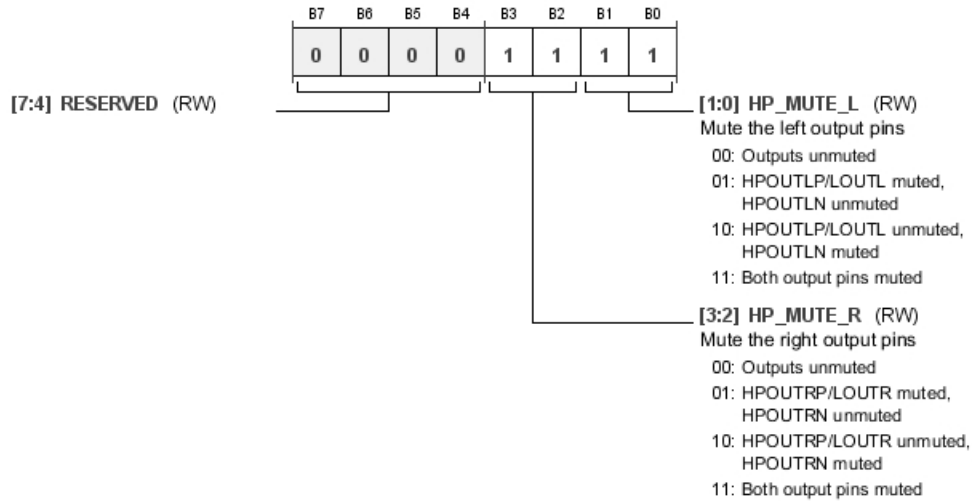 B7 B6 B5 B4 B3 B2 B1 B0
0 0 0 0 1 1 1 1
[7:4] RESERVED (RW)
[1:0] HP_MUTE_L (RW)
Mute the left output pins
00: Outputs unmuted
01: HPOUTLP/LOUTL muted,
HPOUTLN unmuted
10: HPOUTLP/LOUTL unmuted,
HPOUTLN muted
11: Both output pins muted
[3:2] HP_MUTE_R (RW)
Mute the right output pins
00: Outputs unmuted
01: HPOUTRP/LOUTR muted,
HPOUTRN unmuted
10: HPOUTRP/LOUTR unmuted,
HPOUTRN muted
11: Both output pins muted